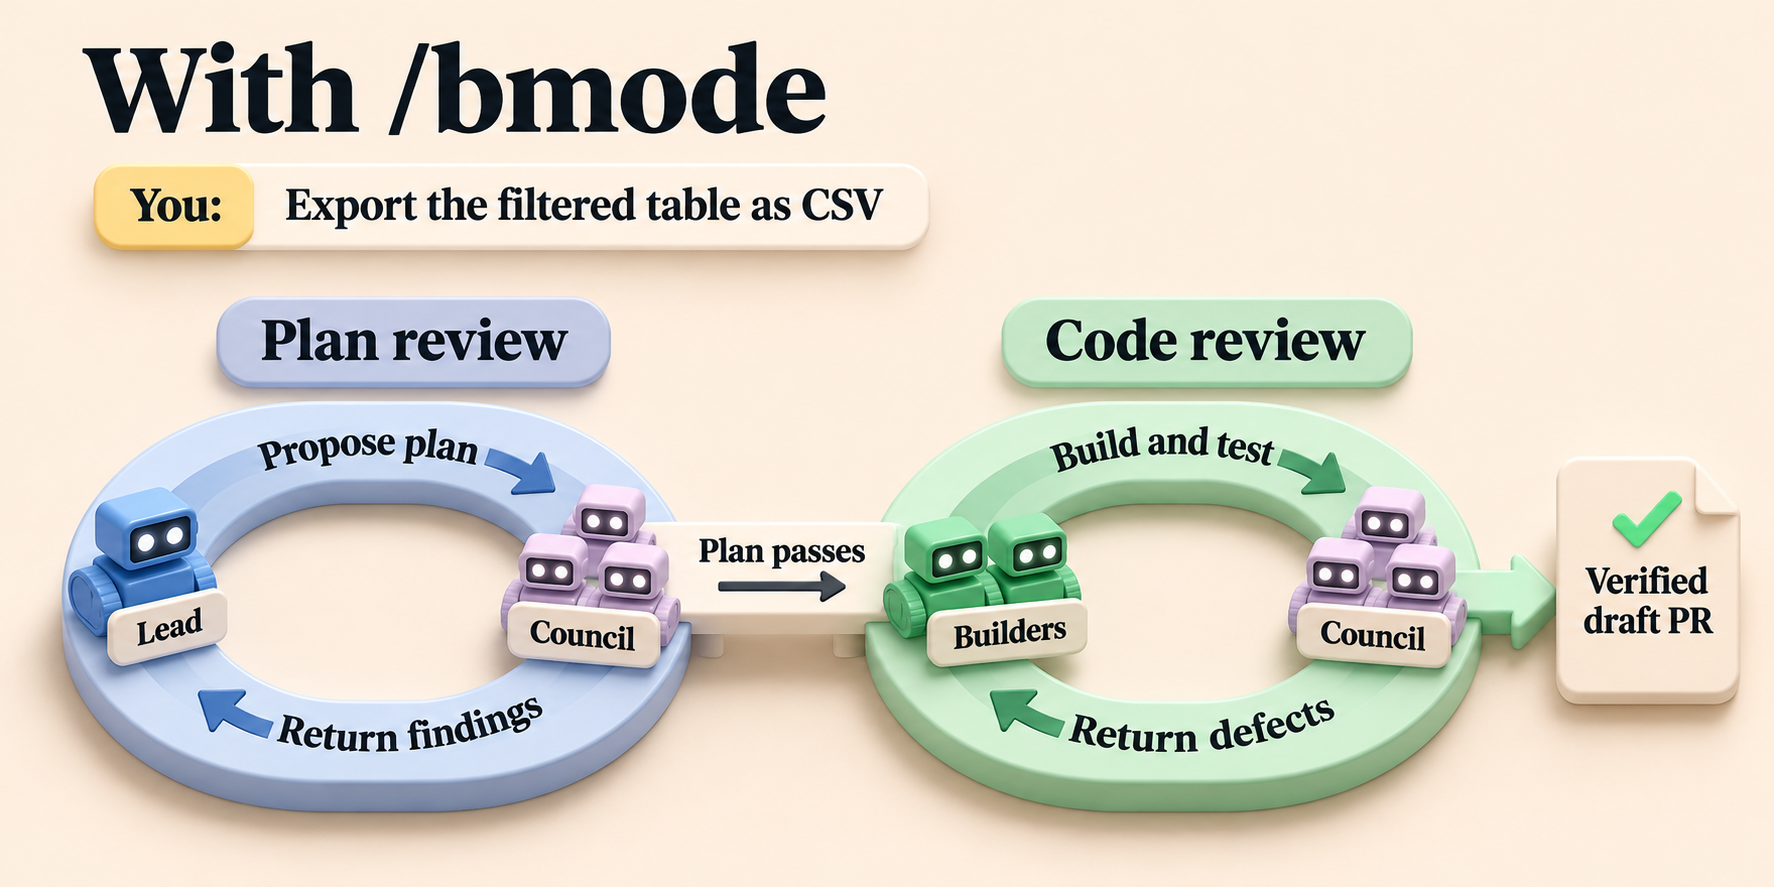 With /bmode
You: Export the filtered table as CSV
Plan review
Propose plan
Lead
Council
Return findings
Plan passes
Code review
Build and test
Builders
Council
Return defects
Verified
draft PR